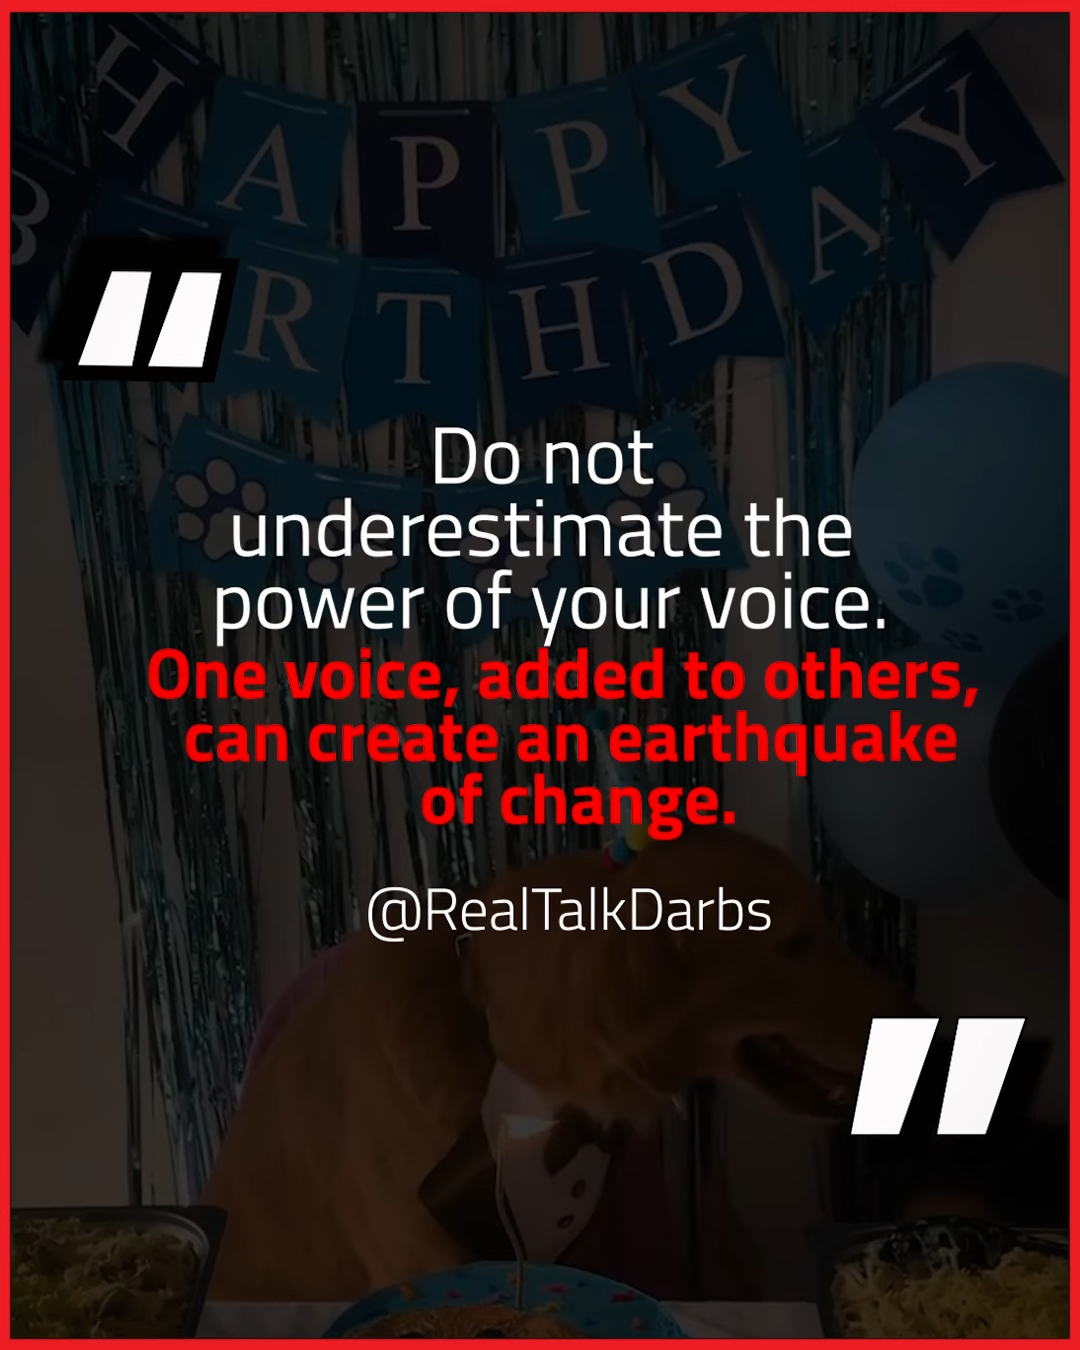 HAPPY
B RTHDAY
"
Do not
underestimate the
power of your voice.
One voice, added to others,
can create an earthquake
of change.
@RealTalkDarbs
"